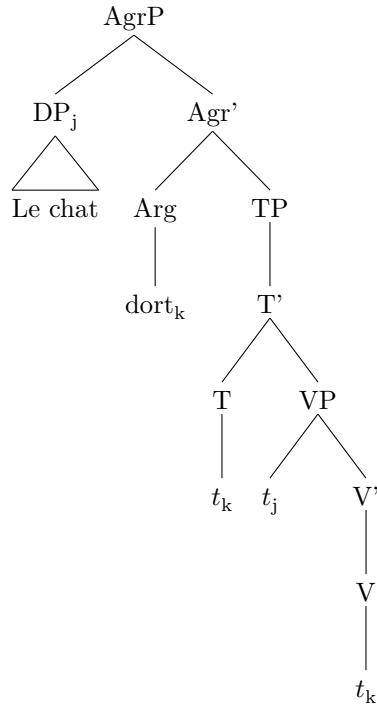 AgrP
DPj Agr'
Le chat Arg TP
dortk T'
T VP
tk tj V'
V
tk